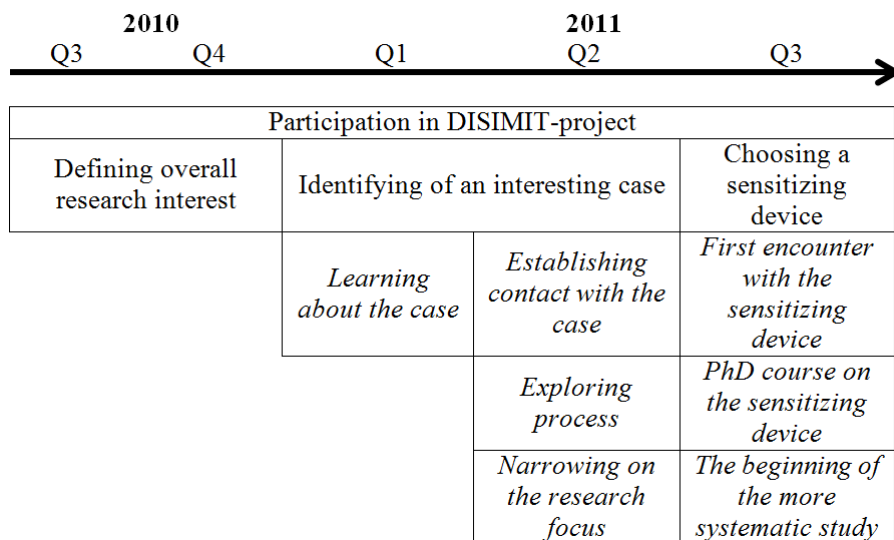 2010 2011
Q3 Q4 Q1 Q2 Q3
Participation in DISIMIT-project
Defining overall
research interest
Identifying of an interesting case
Choosing a
sensitizing
device
Learning
about the case
Establishing
contact with the
case
First encounter
with the
sensitizing
device
Exploring
process
PhD course on
the sensitizing
device
Narrowing on
the research
focus
The beginning of
the more
systematic study